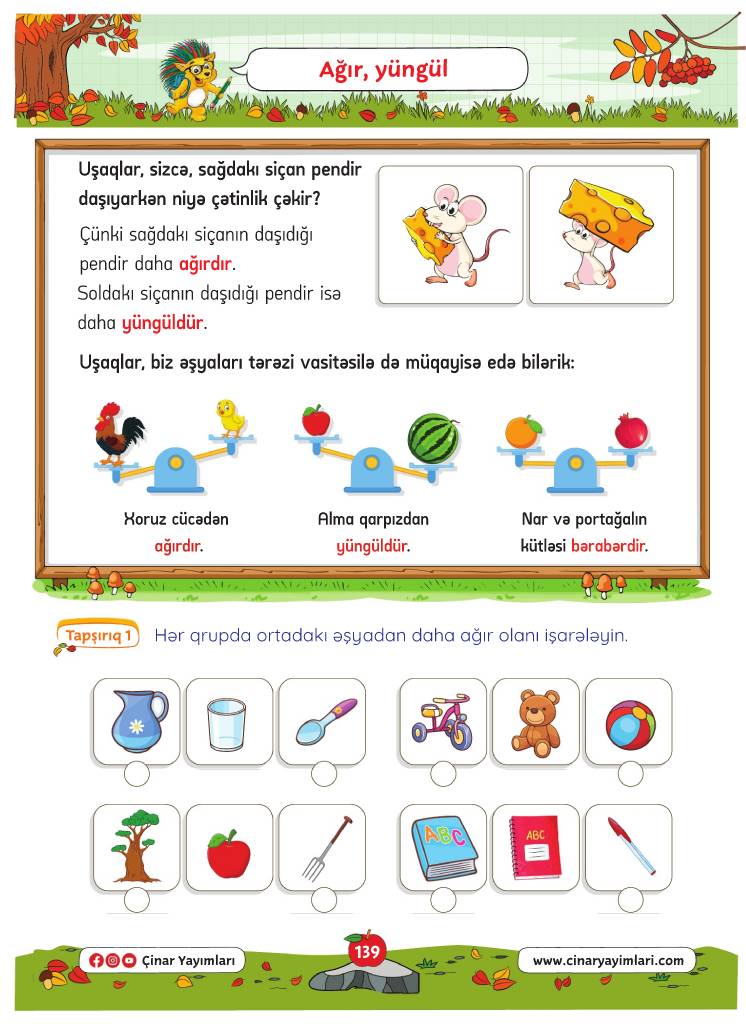 Ağır, yüngül
Uşaqlar, sizcə, sağdakı siçan pendir
daşıyarkən niyə çətinlik çəkir?
Çünki sağdakı siçanın daşıdığı
pendir daha ağırdır.
Soldakı siçanın daşıdığı pendir isə
daha yüngüldür.
Uşaqlar, biz əşyaları tərəzi vasitəsilə də müqayisə edə bilərik:
Xoruz cücədən
ağırdır.
Alma qarpızdan
yüngüldür.
Nar və portağalın
kütləsi bərabərdir.
Tapşırıq 1 Hər qrupda ortadakı əşyadan daha ağır olanı işarələyin.
ABC
ABC
Çinar Yayımları
139
www.cinaryayimlari.com